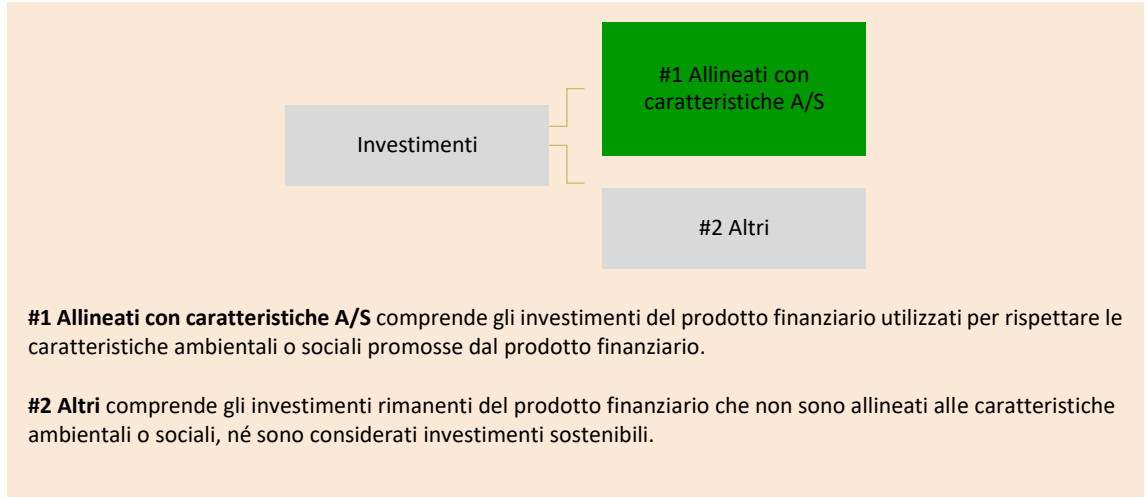 #1 Allineati con
caratteristiche A/S
Investimenti
#2 Altri
#1 Allineati con caratteristiche A/S comprende gli investimenti del prodotto finanziario utilizzati per rispettare le
caratteristiche ambientali o sociali promosse dal prodotto finanziario.
#2 Altri comprende gli investimenti rimanenti del prodotto finanziario che non sono allineati alle caratteristiche
ambientali o sociali, né sono considerati investimenti sostenibili.